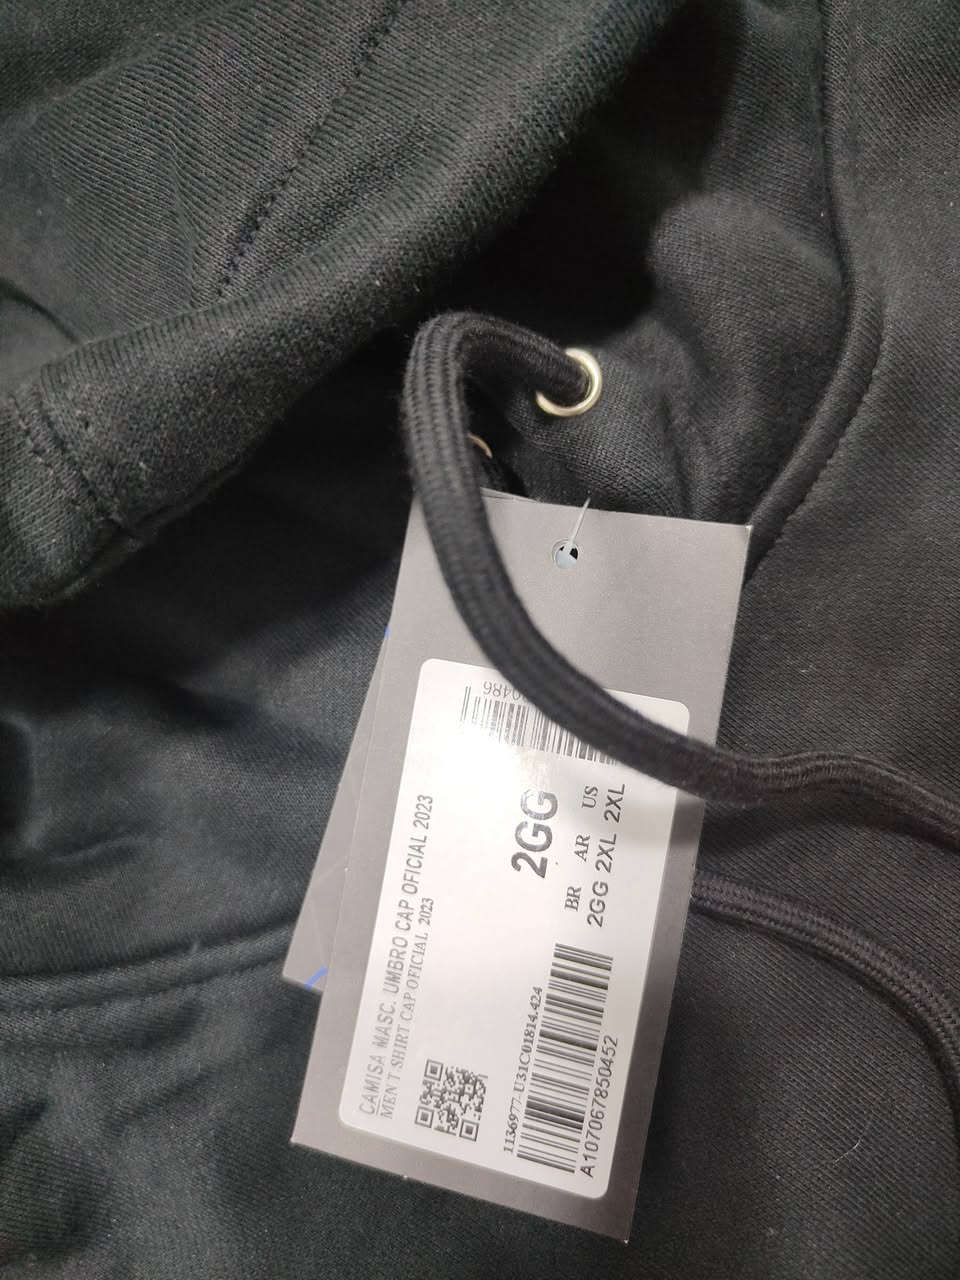 CAMISA MASC. UMBRO CAP OFICIAL 2023
MEN T-SHIRT CAP OFICIAL 2023
2GG
BR AR US
2GG 2XL 2XL
1136977-U31C01814.424
A107067850452